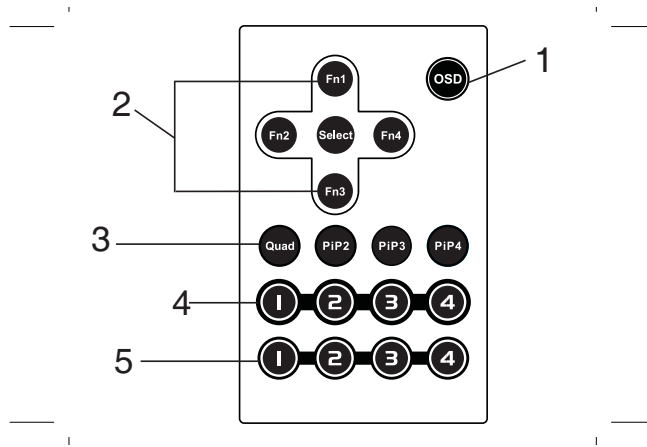 1
OSD
Fn1
2
Fn2 Select Fn4
Fn3
3 Quad PiP2 PiP3 PiP4
4 1 2 3 4
5 1 2 3 4